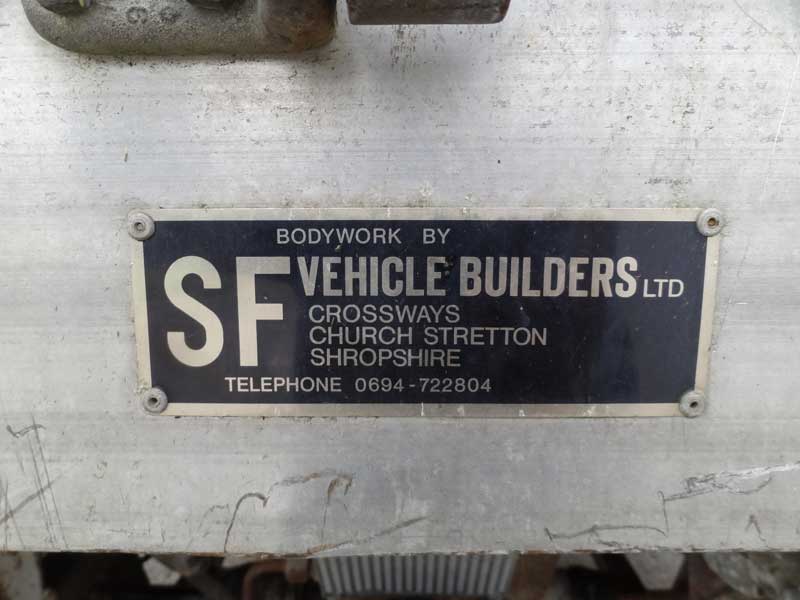 BODYWORK BY
SF VEHICLE BUILDERS LTD
CROSSWAYS
CHURCH STRETTON
SHROPSHIRE
TELEPHONE 0694-722804